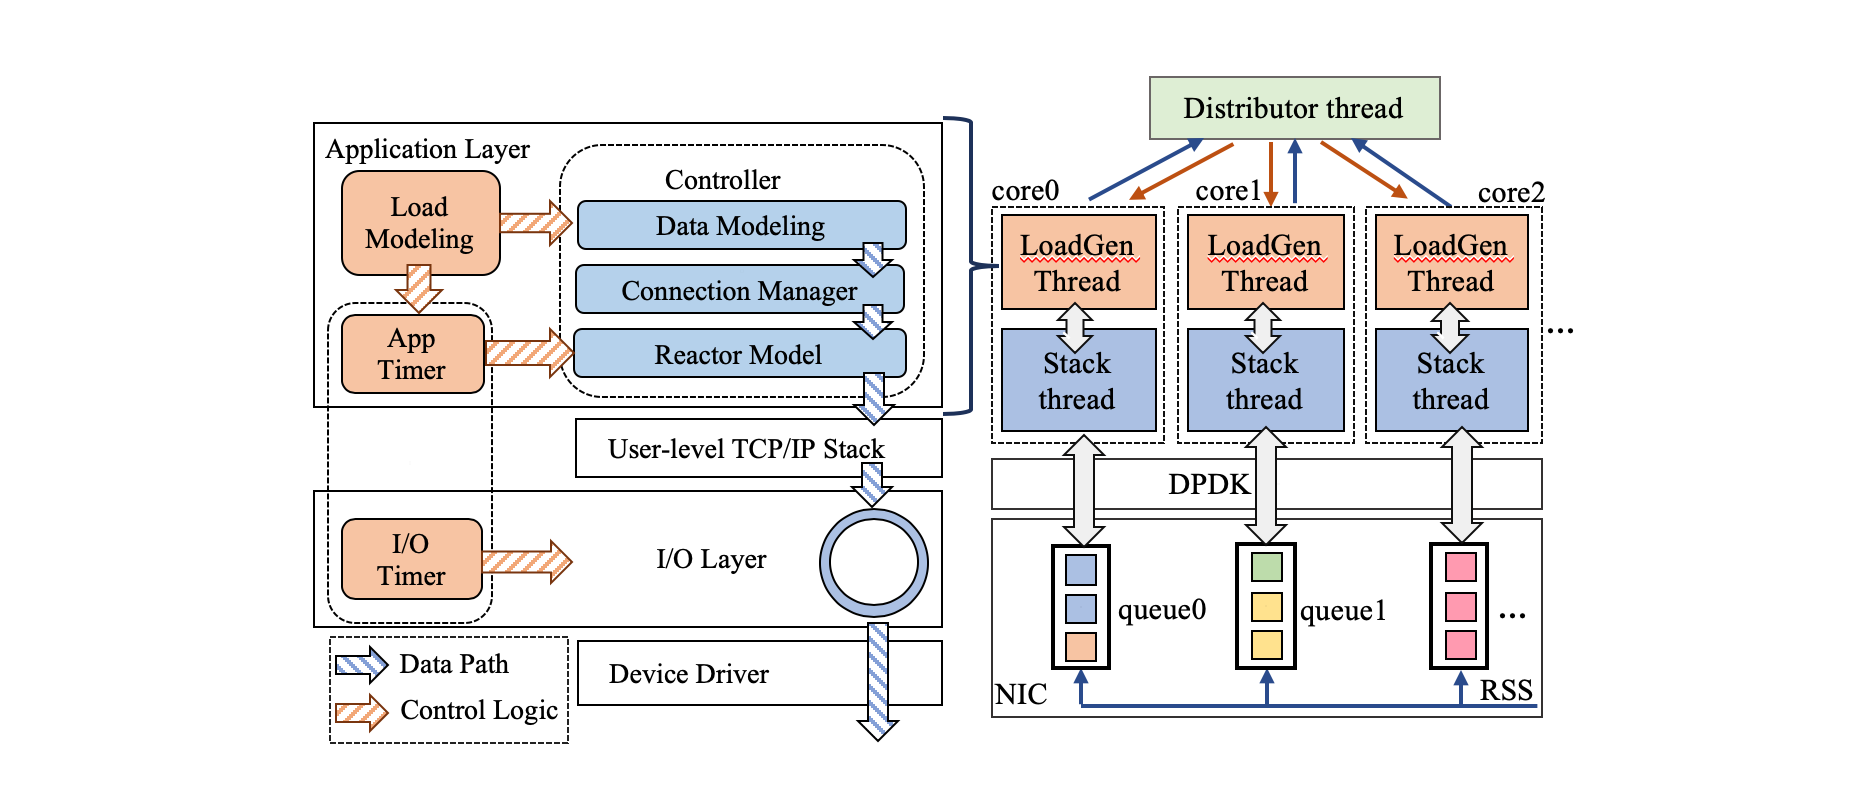 Application Layer
Load
Modeling
Controller
Data Modeling
Connection Manager
App
Timer
Reactor Model
User-level TCP/IP Stack
I/O
Timer
I/O Layer
Data Path
Control Logic
Device Driver
Distributor thread
core0
core1
core2
LoadGen
Thread
LoadGen
Thread
LoadGen
Thread
Stack
thread
Stack
thread
Stack
thread
...
DPDK
queue0
queue1
...
NIC
RSS